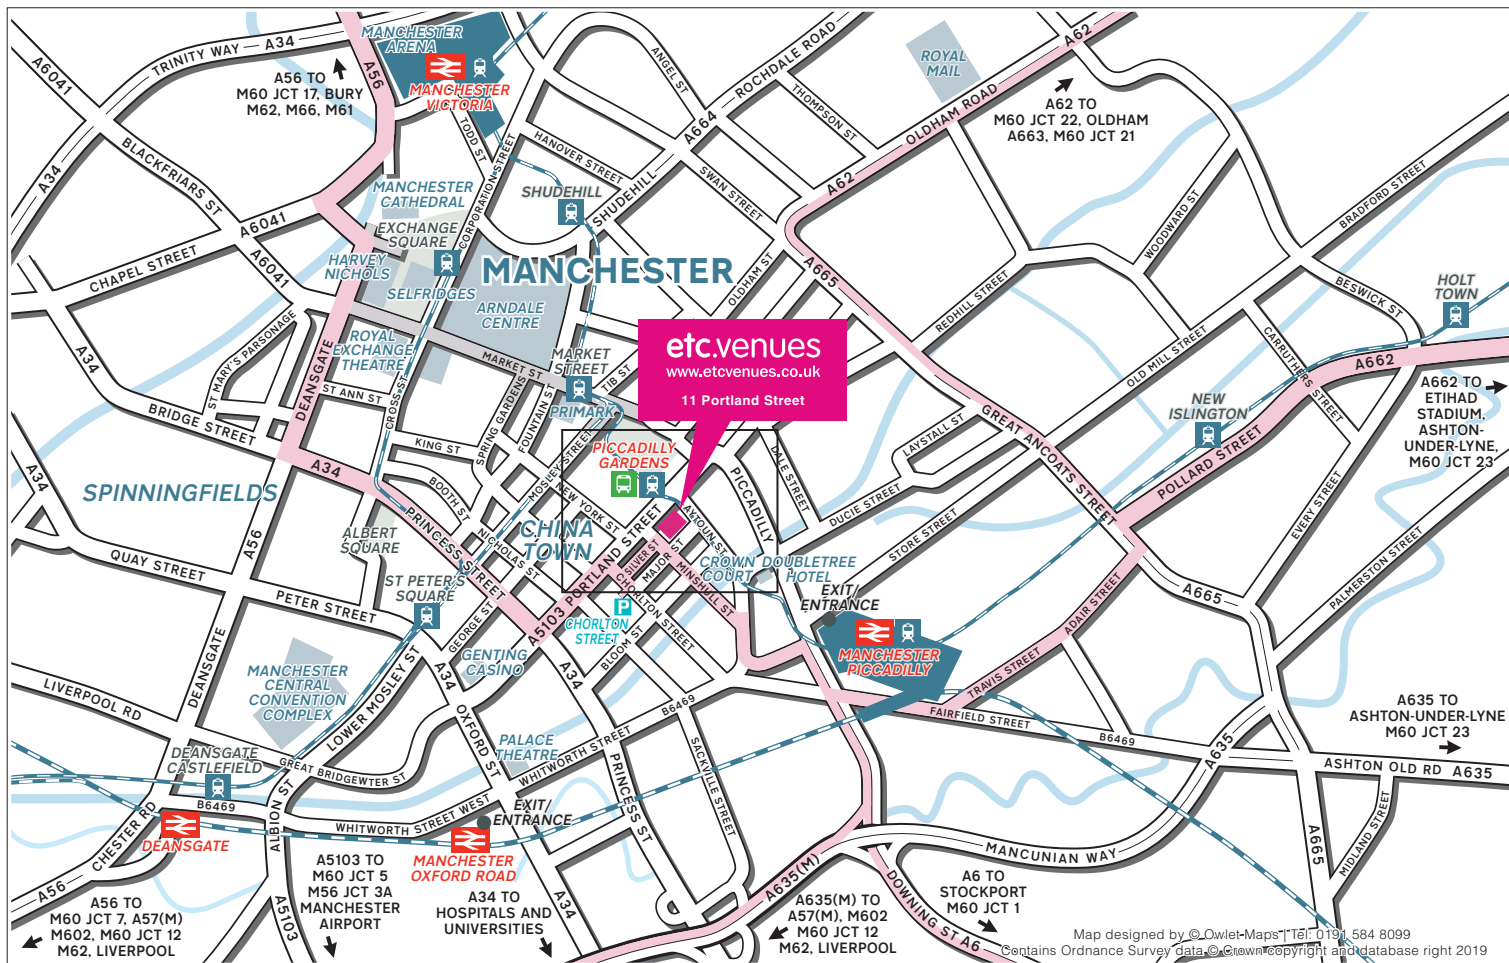 MANCHESTER
ARENA
TRINITY WAY
A34
A6041
A56
A56 TO
M60 JCT 17, BURY
M62, M66, M61
MANCHESTER
VICTORIA
TODD ST
ANGEL ST
A664
ROCHDALE ROAD
THOMPSON ST
ROYAL
MAIL
A62
OLDHAM ROAD
A62 TO
M60 JCT 22, OLDHAM
A663, M60 JCT 21
BLACKFRIARS ST
A34
HANOVER STREET
CORPORATION STREET
SWAN STREET
A62
BRADFORD STREET
MANCHESTER
CATHEDRAL
SHUDEHILL
SHUDEHILL
WOODWARD ST
A6041
EXCHANGE
SQUARE
CHAPEL STREET
A6041
HARVEY
NICHOLS
SELFRIDGES
MANCHESTER
OLDHAM ST
A665
REDHILL STREET
BESWICK ST
HOLT
TOWN
ARNDALE
CENTRE
ST MARY'S PARSONAGE
ROYAL
EXCHANGE
THEATRE
A34
DEANSGATE
MARKET ST
MARKET
STREET
TIB ST
etc.venues
www.etcvenues.co.uk
11 Portland Street
OLD MILL STREET
CARRUTHERS STREET
A662
A662 TO
ETIHAD
STADIUM,
ASHTON-
UNDER-LYNE,
M60 JCT 23
ST ANN ST
CROSS ST
SPRING GARDENS
FOUNTAIN ST
PRIMARK
NEW
ISLINGTON
BRIDGE STREET
KING ST
MOSLEY STREET
PICCADILLY
GARDENS
PICCADILLY
DALE STREET
LAYSTALL ST
GREAT ANCOATS STREET
POLLARD STREET
A34
A34
SPINNINGFIELDS
BOOTH ST
NEW YORK ST
CHINA
TOWN
AYTOUN ST
DUCIE STREET
STORE STREET
EVERY STREET
ALBERT
SQUARE
PRINCESS STREET
NICHOLAS ST
PORTLAND STREET
SILVER ST
MAJOR ST
MINSHULL ST
CROWN
COURT
DOUBLETREE
HOTEL
A56
QUAY STREET
PETER STREET
ST PETER'S
SQUARE
GEORGE ST
A5103
P
CHORLTON
STREET
CHORLTON STREET
EXIT/
ENTRANCE
A665
PALMERSTON STREET
ADAIR STREET
BLOOM ST
MANCHESTER
PICCADILLY
TRAVIS STREET
GENTING
CASINO
MANCHESTER
CENTRAL
CONVENTION
COMPLEX
DEANSGATE
LIVERPOOL RD
LOWER MOSLEY ST
A34
OXFORD ST
A34
B6469
FAIRFIELD STREET
B6469
A635 TO
ASHTON-UNDER-LYNE
M60 JCT 23
PALACE
THEATRE
WHITWORTH STREET
SACKVILLE STREET
A635
ASHTON OLD RD A635
DEANSGATE
CASTLEFIELD
GREAT BRIDGEWTER ST
B6469
ALBION ST
WHITWORTH STREET WEST
EXIT/
ENTRANCE
PRINCESS ST
CHESTER RD
DEANSGATE
MANCHESTER
OXFORD ROAD
MANCUNIAN WAY
A665
MIDLAND STREET
A56
A56 TO
M60 JCT 7, A57(M)
M602, M60 JCT 12
M62, LIVERPOOL
A5103
A5103 TO
M60 JCT 5
M56 JCT 3A
MANCHESTER
AIRPORT
A34 TO
HOSPITALS AND
UNIVERSITIES
A34
A635(M)
A635(M) TO
A57(M), M602
M60 JCT 12
M62, LIVERPOOL
DOWNING ST A6
A6 TO
STOCKPORT
M60 JCT 1
Map designed by © Owlet-Maps | Tel: 0191 584 8099
Contains Ordnance Survey data © Crown copyright and database right 2019